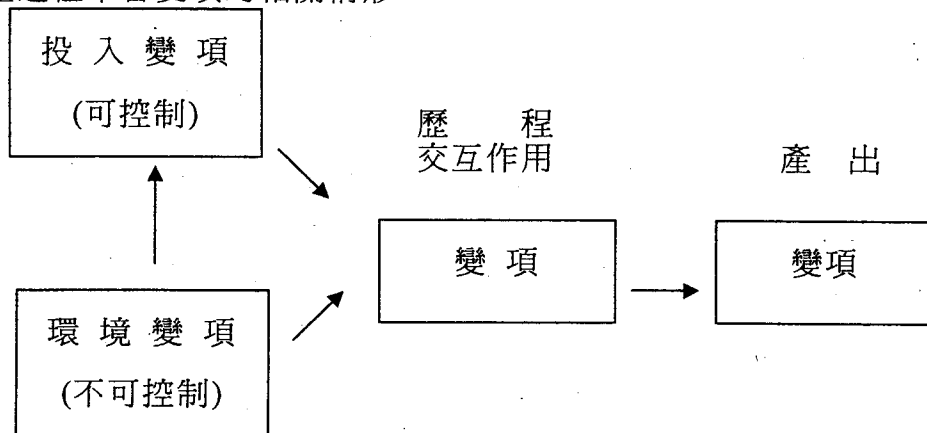 投入變項
(可控制)
歷程
交互作用
產出
變項
變項
環境變項
(不可控制)